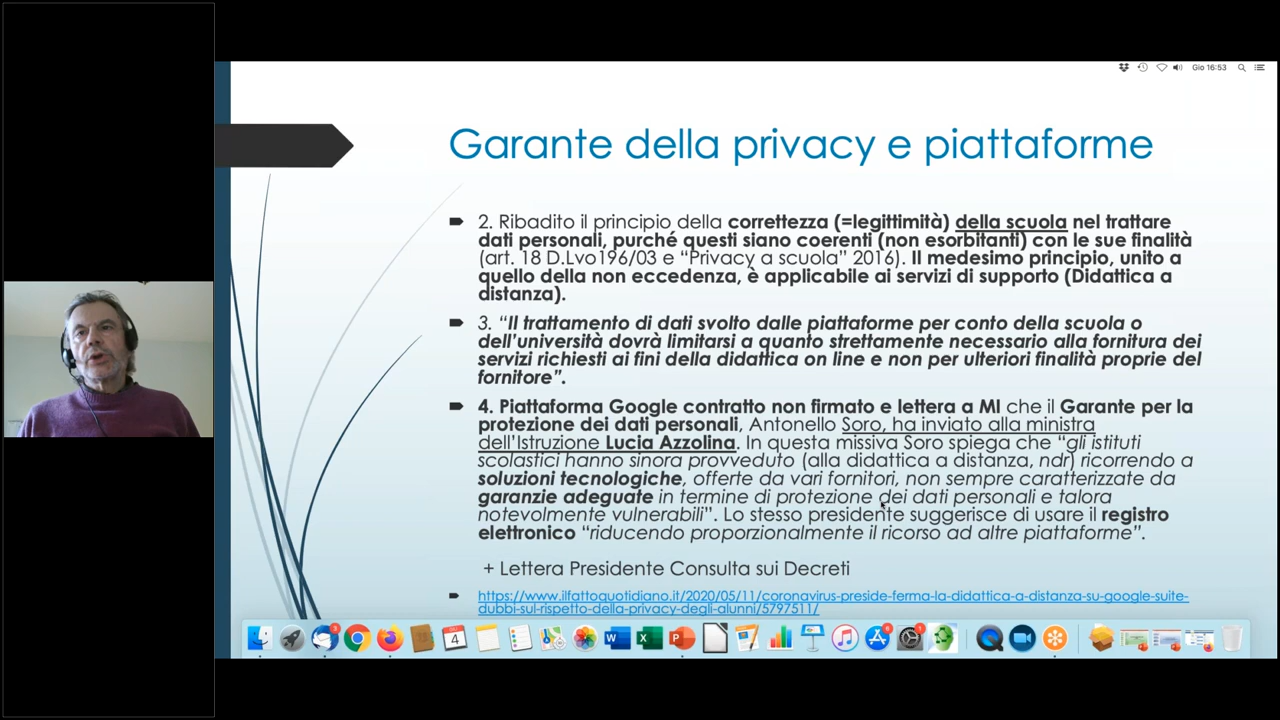 Gio 16:53
Garante della privacy e piattaforme
2. Ribadito il principio della correttezza (=legittimità) della scuola nel trattare
dati personali, purché questi siano coerenti (non esorbitanti) con le sue finalità
(art. 18 D.Lvo196/03 e “Privacy a scuola” 2016). Il medesimo principio, unito a
quello della non eccedenza, è applicabile ai servizi di supporto (Didattica a
distanza).
3. “Il trattamento di dati svolto dalle piattaforme per conto della scuola o
dell’università dovrà limitarsi a quanto strettamente necessario alla fornitura dei
servizi richiesti ai fini della didattica on line e non per ulteriori finalità proprie del
fornitore”.
4. Piattaforma Google contratto non firmato e lettera a MI che il Garante per la
protezione dei dati personali, Antonello Soro, ha inviato alla ministra
dell’Istruzione Lucia Azzolina. In questa missiva Soro spiega che “gli istituti
scolastici hanno sinora provveduto (alla didattica a distanza, ndr) ricorrendo a
soluzioni tecnologiche, offerte da vari fornitori, non sempre caratterizzate da
garanzie adeguate in termine di protezione dei dati personali e talora
notevolmente vulnerabili”. Lo stesso presidente suggerisce di usare il registro
elettronico “riducendo proporzionalmente il ricorso ad altre piattaforme”.
+ Lettera Presidente Consulta sui Decreti
https://www.ilfattoquotidiano.it/2020/05/11/coronavirus-preside-ferma-la-didattica-a-distanza-su-google-suite-
dubbi-sul-rispetto-della-privacy-degli-alunni/5797511/
4